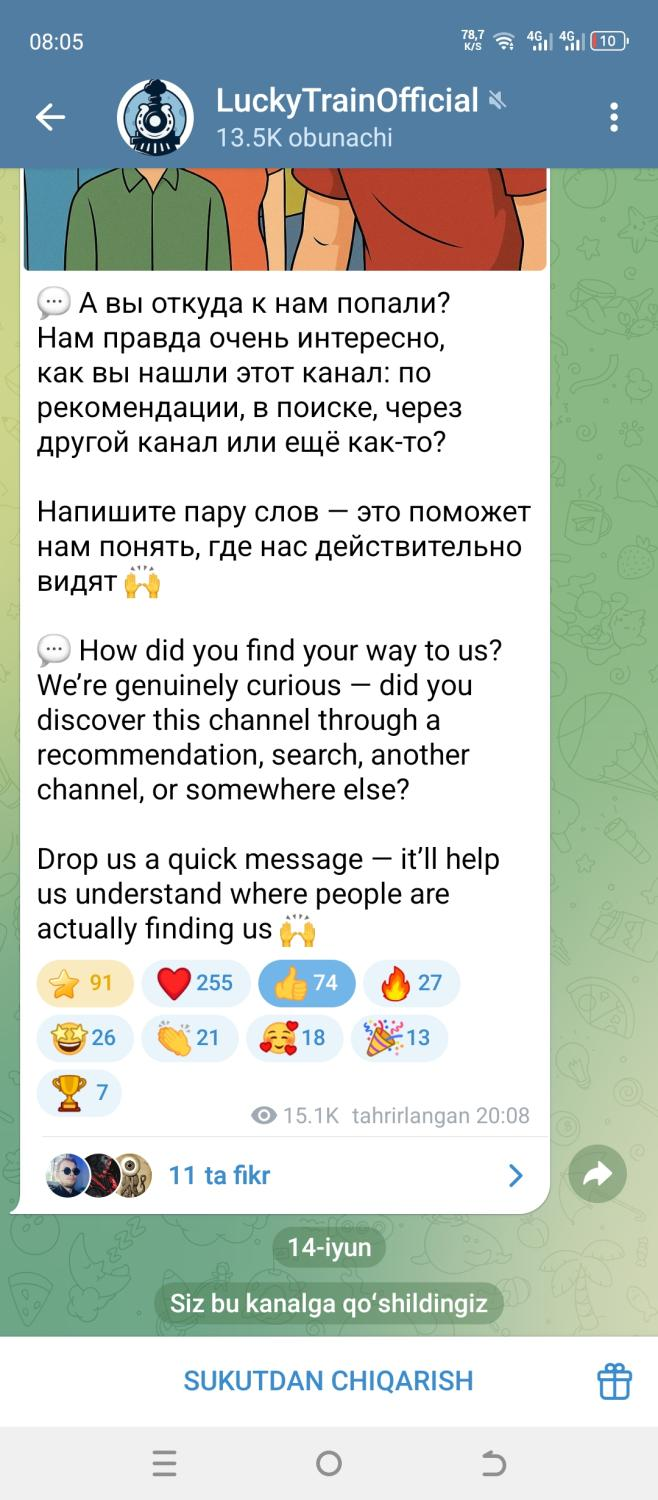 08:05
78,7
K/S
4G
4G
10
LuckyTrainOfficial
13.5K obunachi
💬 А вы откуда к нам попали?
Нам правда очень интересно,
как вы нашли этот канал: по
рекомендации, в поиске, через
другой канал или ещё как-то?
Напишите пару слов — это поможет
нам понять, где нас действительно
видят 🙌
💬 How did you find your way to us?
We’re genuinely curious — did you
discover this channel through a
recommendation, search, another
channel, or somewhere else?
Drop us a quick message — it’ll help
us understand where people are
actually finding us 🙌
⭐ 91 ❤️ 255 👍 74 🔥 27
🤩 26 👏 21 🥰 18 🎉 13
🏆 7
15.1K tahrirlangan 20:08
11 ta fikr
14-iyun
Siz bu kanalga qo‘shildingiz
SUKUTDAN CHIQARISH